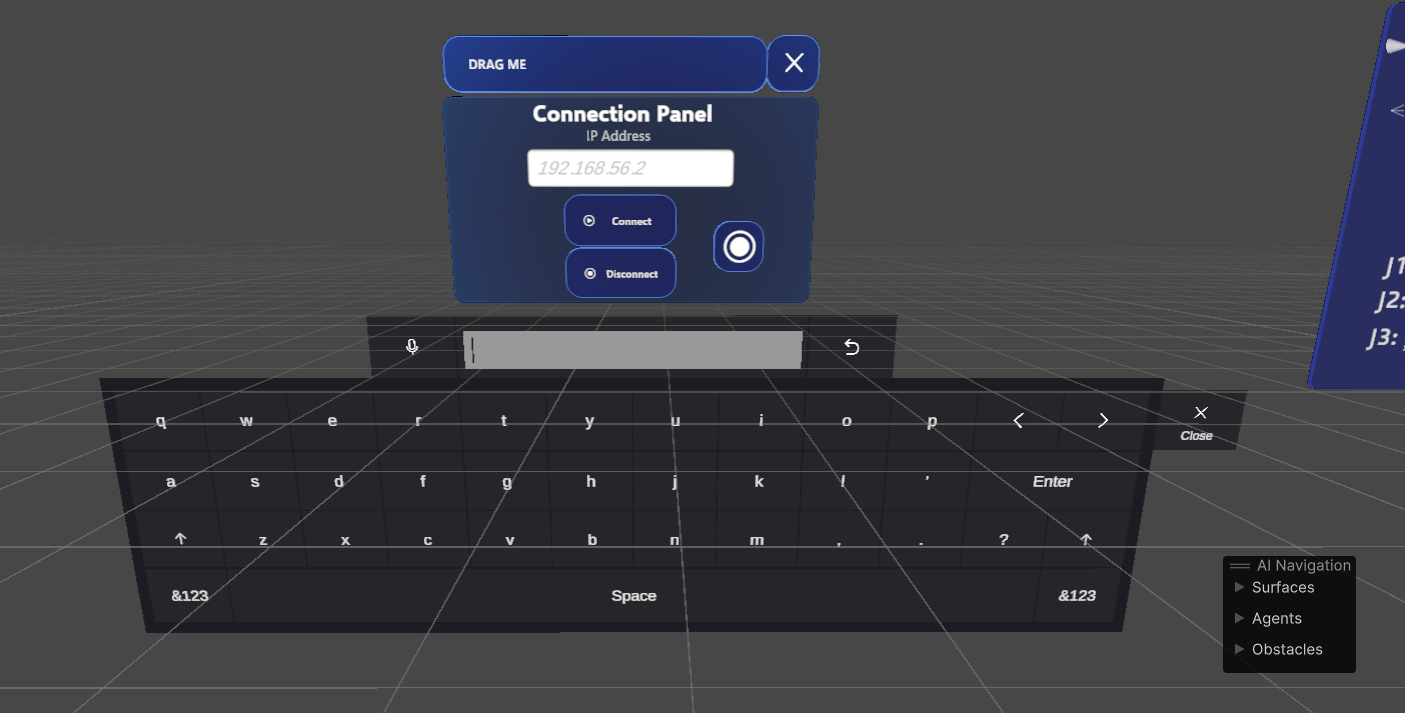 DRAG ME
Connection Panel
IP Address
192.168.56.2
Connect
Disconnect
J1
J2:
J3:
q w e r t y u i o p
Close
a s d f g h j k l ' Enter
z x c v b n m , . ?
&123 Space &123
AI Navigation
Surfaces
Agents
Obstacles